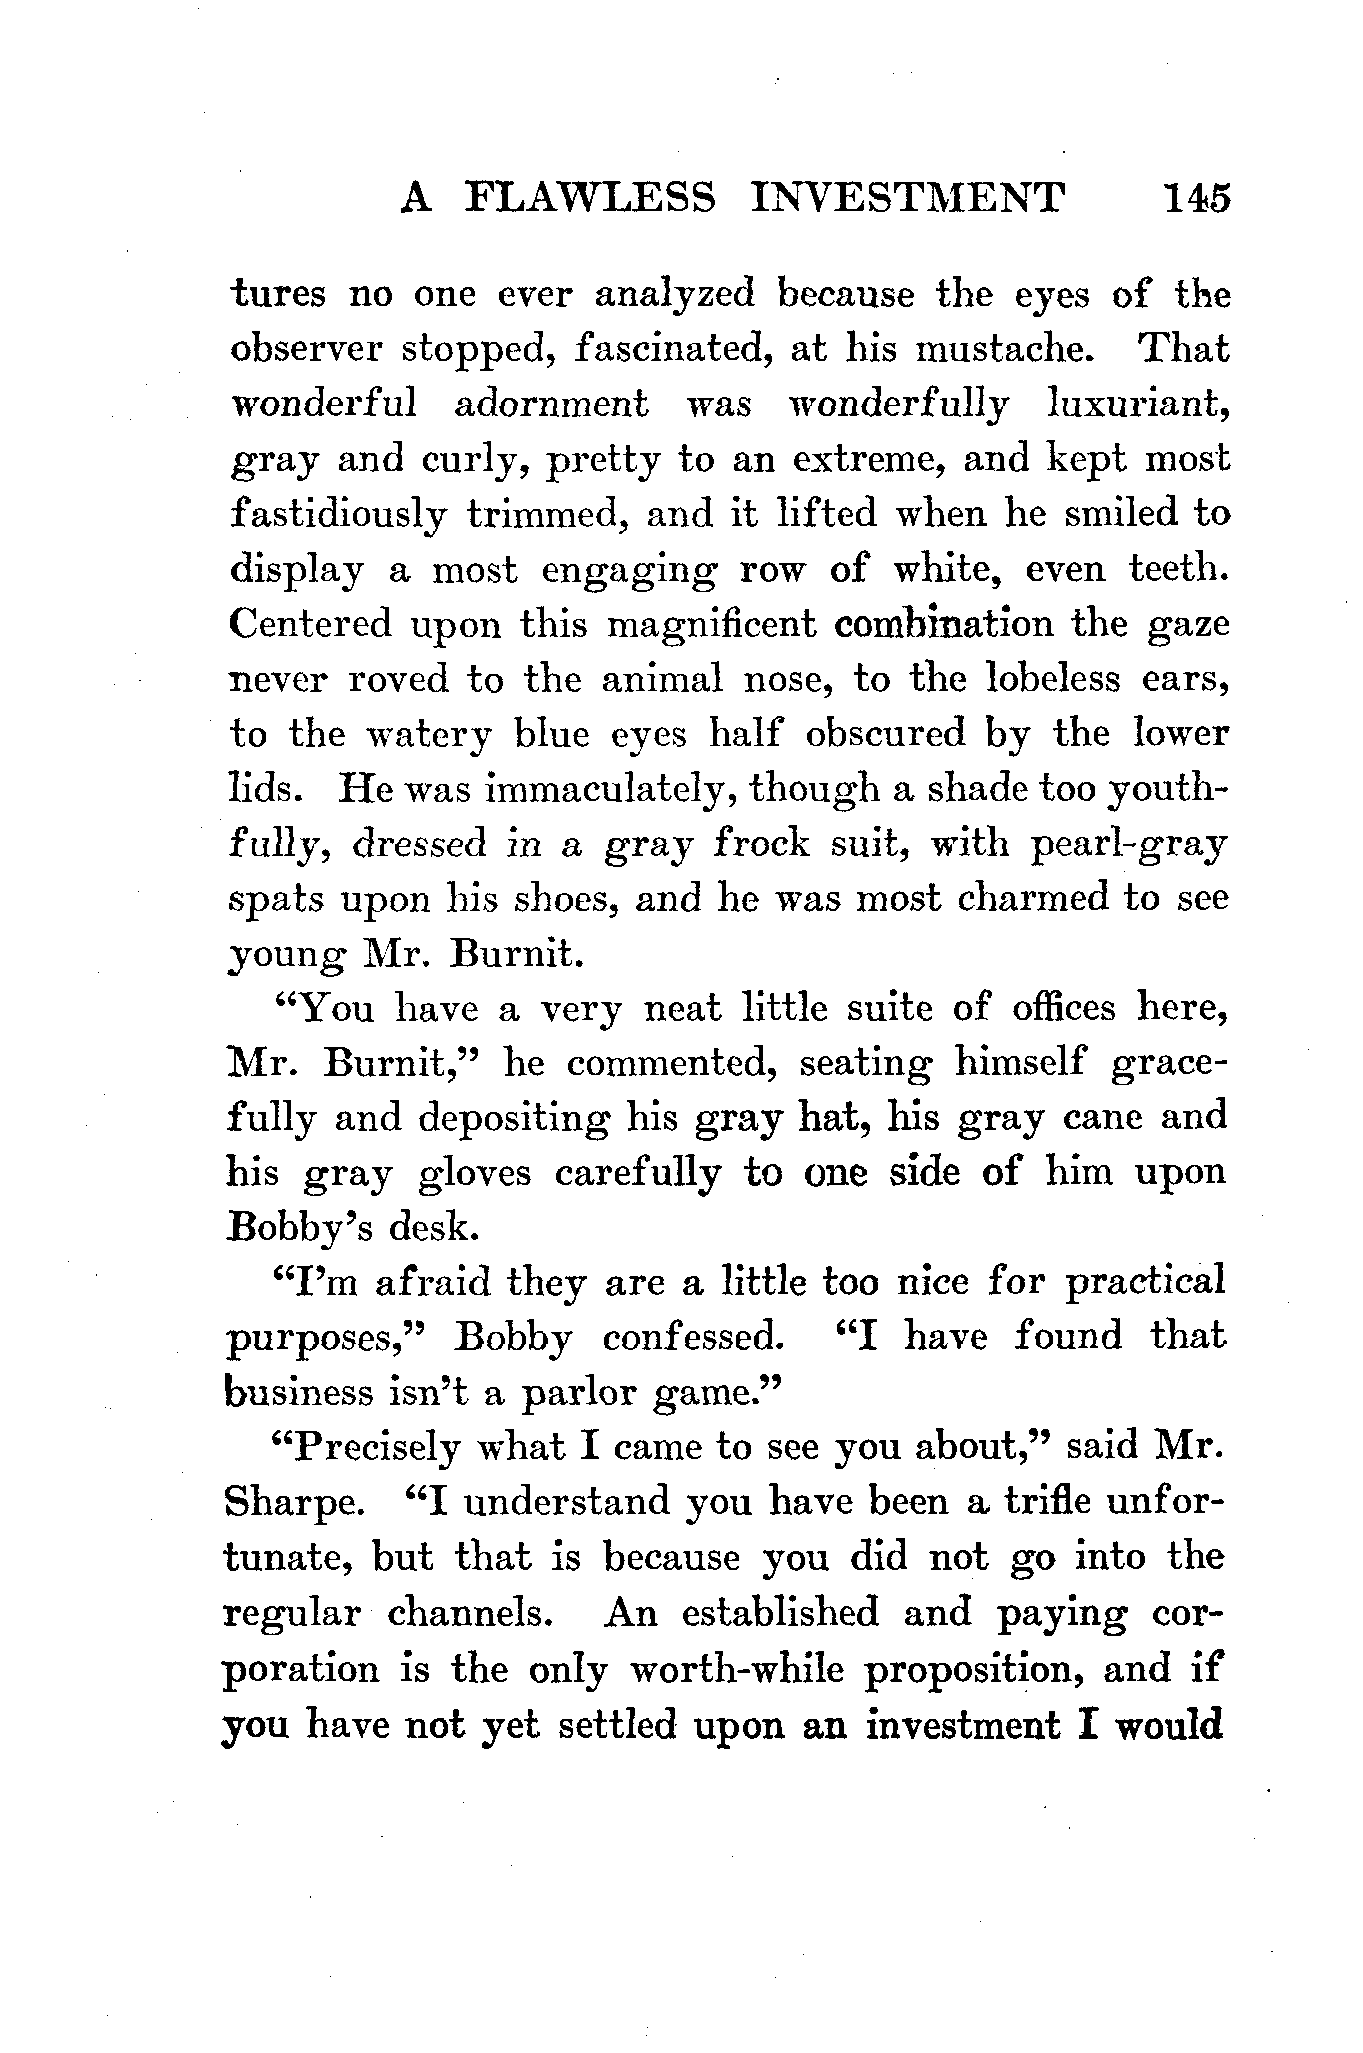 A FLAWLESS INVESTMENT 145
tures no one ever analyzed because the eyes of the
observer stopped, fascinated, at his mustache. That
wonderful adornment was wonderfully luxuriant,
gray and curly, pretty to an extreme, and kept most
fastidiously trimmed, and it lifted when he smiled to
display a most engaging row of white, even teeth.
Centered upon this magnificent combination the gaze
never roved to the animal nose, to the lobeless ears,
to the watery blue eyes half obscured by the lower
lids. He was immaculately, though a shade too youth-
fully, dressed in a gray frock suit, with pearl-gray
spats upon his shoes, and he was most charmed to see
young Mr. Burnit.
"You have a very neat little suite of offices here,
Mr. Burnit," he commented, seating himself grace-
fully and depositing his gray hat, his gray cane and
his gray gloves carefully to one side of him upon
Bobby's desk.
"I'm afraid they are a little too nice for practical
purposes," Bobby confessed. "I have found that
business isn't a parlor game."
"Precisely what I came to see you about," said Mr.
Sharpe. "I understand you have been a trifle unfor-
tunate, but that is because you did not go into the
regular channels. An established and paying cor-
poration is the only worth-while proposition, and if
you have not yet settled upon an investment I would